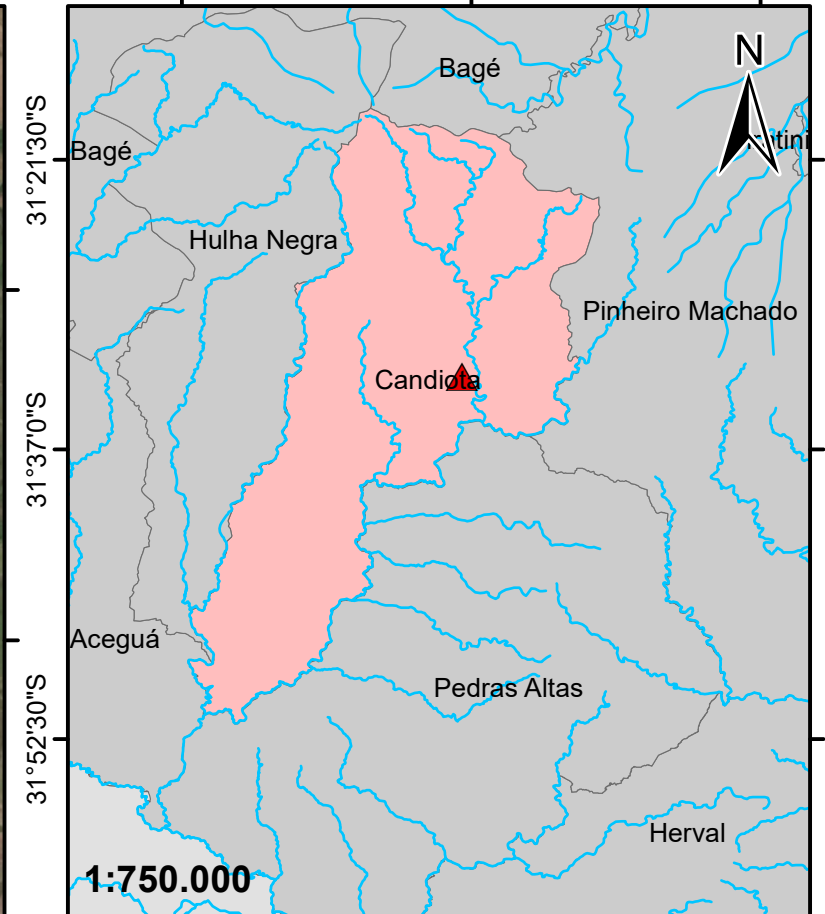 N
Bagé
31°21'30"S
Bagé
Hulha Negra
Pinheiro Machado
Candiota
31°37'0"S
Aceguá
Pedras Altas
31°52'30"S
Herval
1:750.000